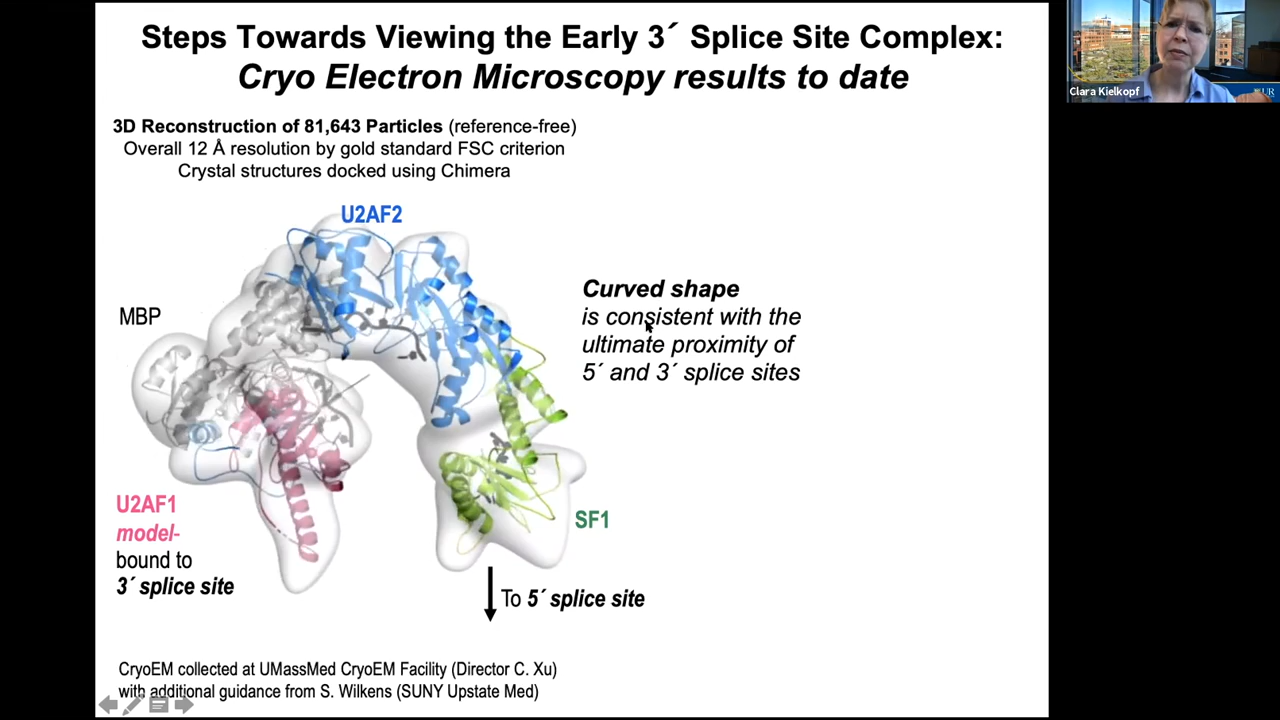 Steps Towards Viewing the Early 3´ Splice Site Complex:
Cryo Electron Microscopy results to date
Clara Kielkopf
UR
3D Reconstruction of 81,643 Particles (reference-free)
Overall 12 Å resolution by gold standard FSC criterion
Crystal structures docked using Chimera
U2AF2
MBP
Curved shape
is consistent with the
ultimate proximity of
5´ and 3´ splice sites
U2AF1
model-
bound to
3´ splice site
SF1
To 5´ splice site
CryoEM collected at UMassMed CryoEM Facility (Director C. Xu)
with additional guidance from S. Wilkens (SUNY Upstate Med)